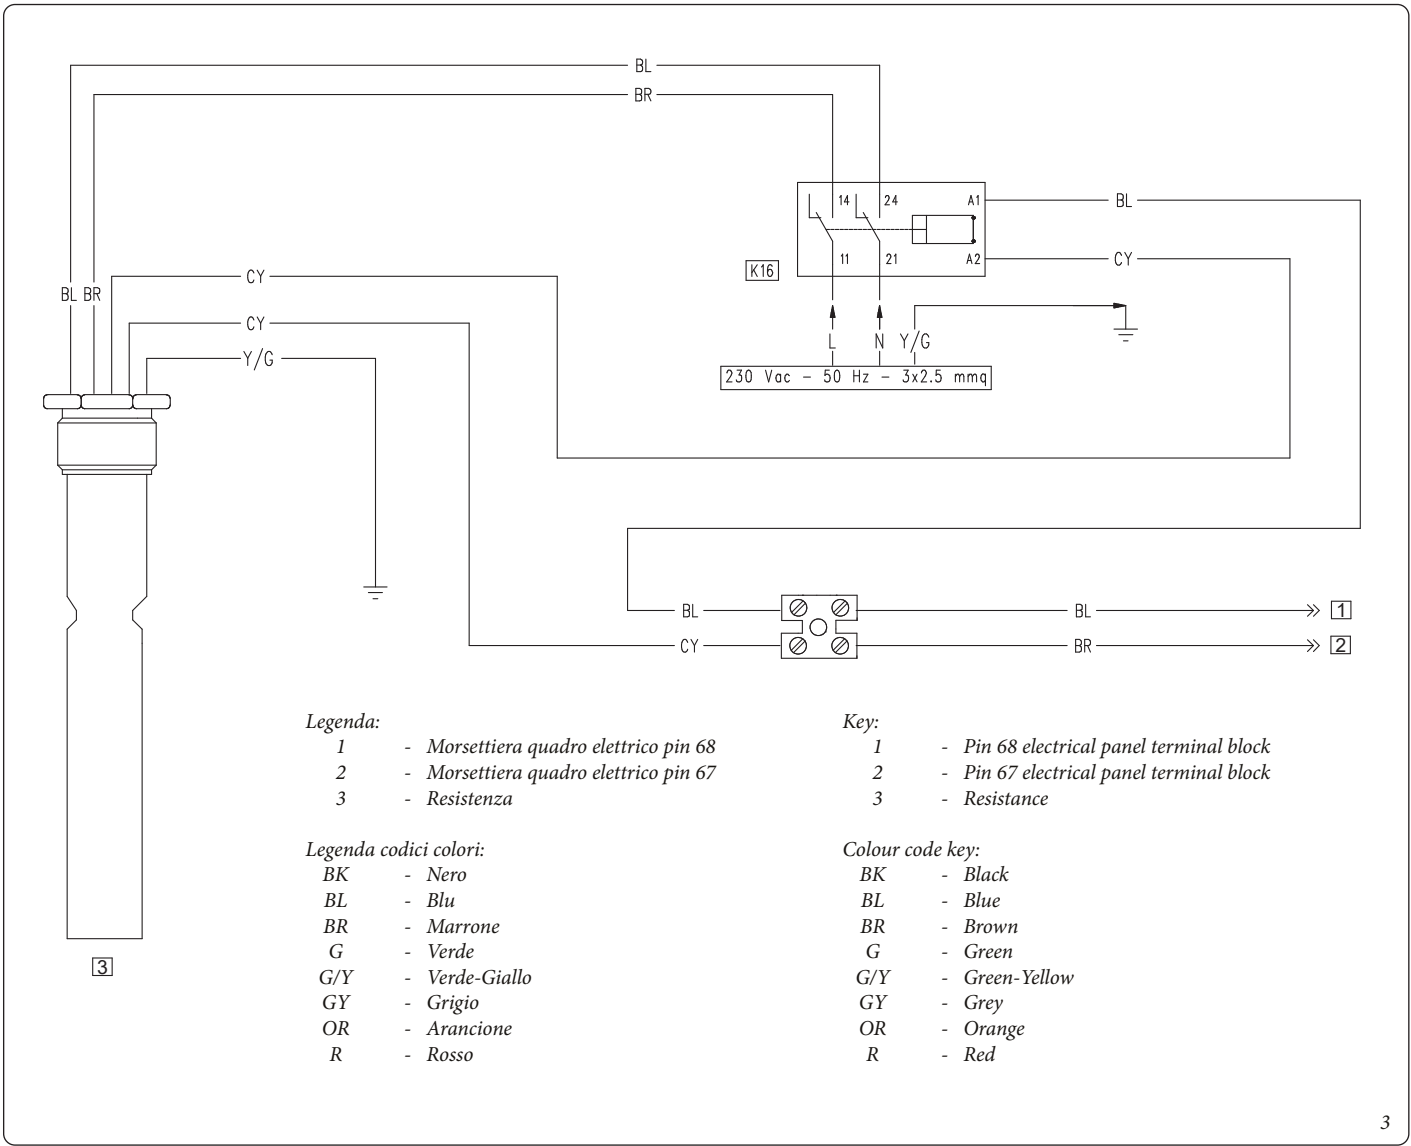 BL
BR
14
24
A1
BL
11
21
A2
CY
K16
CY
BL BR
CY
Y/G
L N Y/G
230 Vac - 50 Hz - 3x2.5 mmq
BL
BL
1
CY
BR
2
Legenda:
1 - Morsettiera quadro elettrico pin 68
2 - Morsettiera quadro elettrico pin 67
3 - Resistenza
Legenda codici colori:
BK - Nero
BL - Blu
BR - Marrone
G - Verde
G/Y - Verde-Giallo
GY - Grigio
OR - Arancione
R - Rosso
Key:
1 - Pin 68 electrical panel terminal block
2 - Pin 67 electrical panel terminal block
3 - Resistance
Colour code key:
BK - Black
BL - Blue
BR - Brown
G - Green
G/Y - Green-Yellow
GY - Grey
OR - Orange
R - Red
3
3